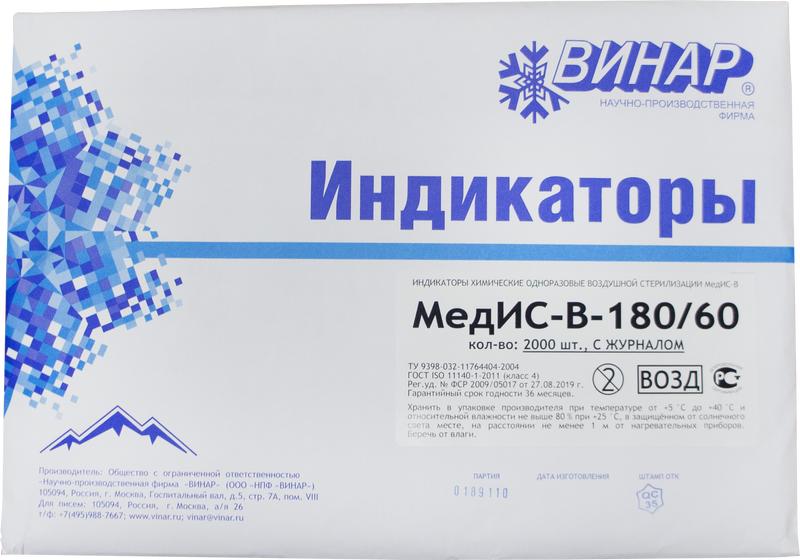 ВИНАР ®
НАУЧНО-ПРОИЗВОДСТВЕННАЯ
ФИРМА
Индикаторы
ИНДИКАТОРЫ ХИМИЧЕСКИЕ ОДНОРАЗОВЫЕ ВОЗДУШНОЙ СТЕРИЛИЗАЦИИ МедИС-В
МедИС-В-180/60
кол-во: 2000 шт., С ЖУРНАЛОМ
ТУ 9398-032-11764404-2004
ГОСТ ISO 11140-1-2011 (класс 4)
Рег.уд. № ФСР 2009/05017 от 27.08.2019 г.
Гарантийный срок годности 36 месяцев.
2 ВОЗД РСТ
Хранить в упаковке производителя при температуре от +5 °С до +40 °С и
относительной влажности не выше 80 % при +25 °С, в защищённом от солнечного
света месте, на расстоянии не менее 1 м от нагревательных приборов.
Беречь от влаги.
Производитель: Общество с ограниченной ответственностью
«Научно-производственная фирма «ВИНАР» (ООО «НПФ «ВИНАР»)
105094, Россия, г. Москва, Госпитальный вал, д.5, стр. 7А, пом. VIII
Для писем: 105094, Россия, г. Москва, а/я 26
т/ф: +7(495)988-7667; www.vinar.ru; vinar@vinar.ru
ПАРТИЯ ДАТА ИЗГОТОВЛЕНИЯ ШТАМП ОТК
0189110
QC
35